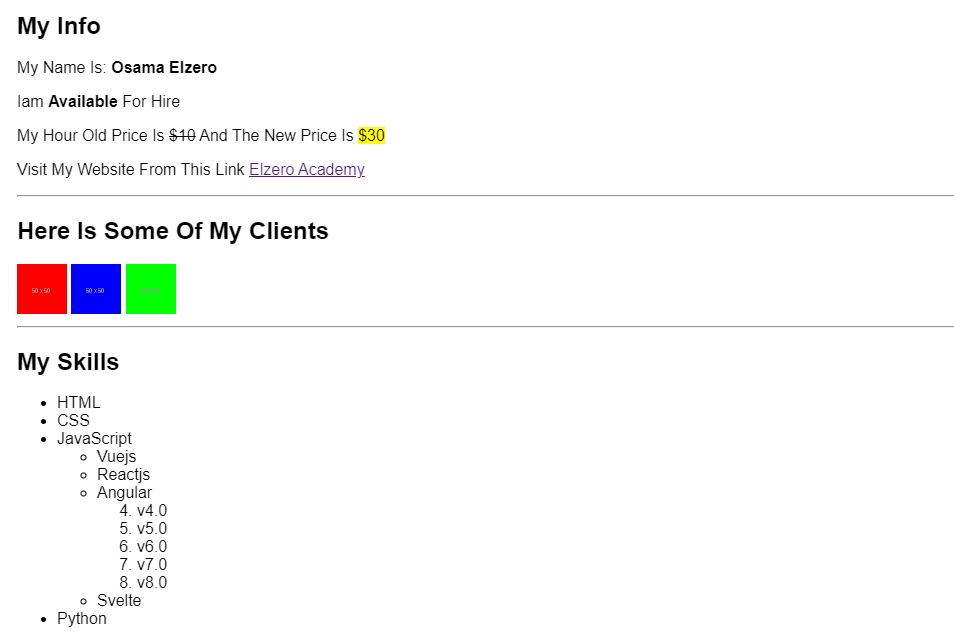 My Info
My Name Is: Osama Elzero
Iam Available For Hire
My Hour Old Price Is $10 And The New Price Is $30
Visit My Website From This Link Elzero Academy
Here Is Some Of My Clients
50 x 50 50 x 50
My Skills
• HTML
• CSS
• JavaScript
◦ Vuejs
◦ Reactjs
◦ Angular
4. v4.0
5. v5.0
6. v6.0
7. v7.0
8. v8.0
◦ Svelte
• Python